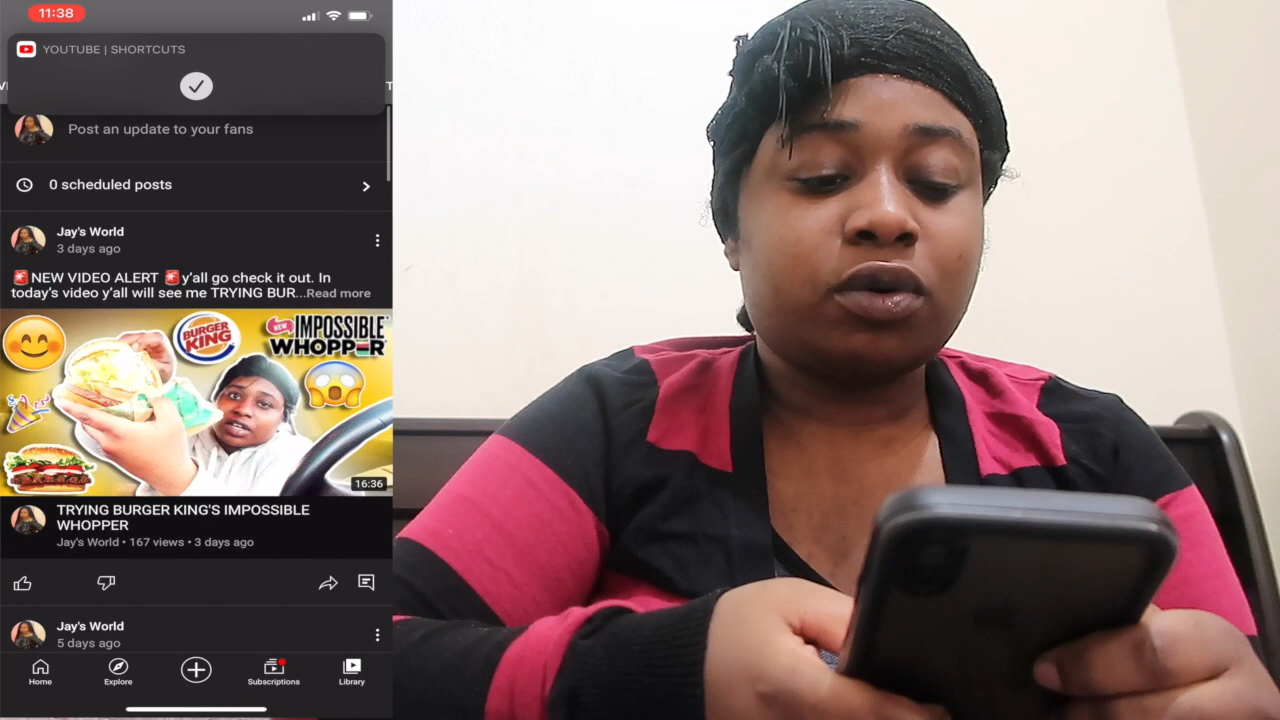 11:38
YOUTUBE | SHORTCUTS
Post an update to your fans
0 scheduled posts
Jay's World
3 days ago
🚨NEW VIDEO ALERT 🚨y'all go check it out. In
today's video y'all will see me TRYING BUR...Read more
BURGER
KING
NEW
IMPOSSIBLE
WHOPPER
16:36
TRYING BURGER KING'S IMPOSSIBLE
WHOPPER
Jay's World • 167 views • 3 days ago
Jay's World
5 days ago
Home
Explore
Subscriptions
Library